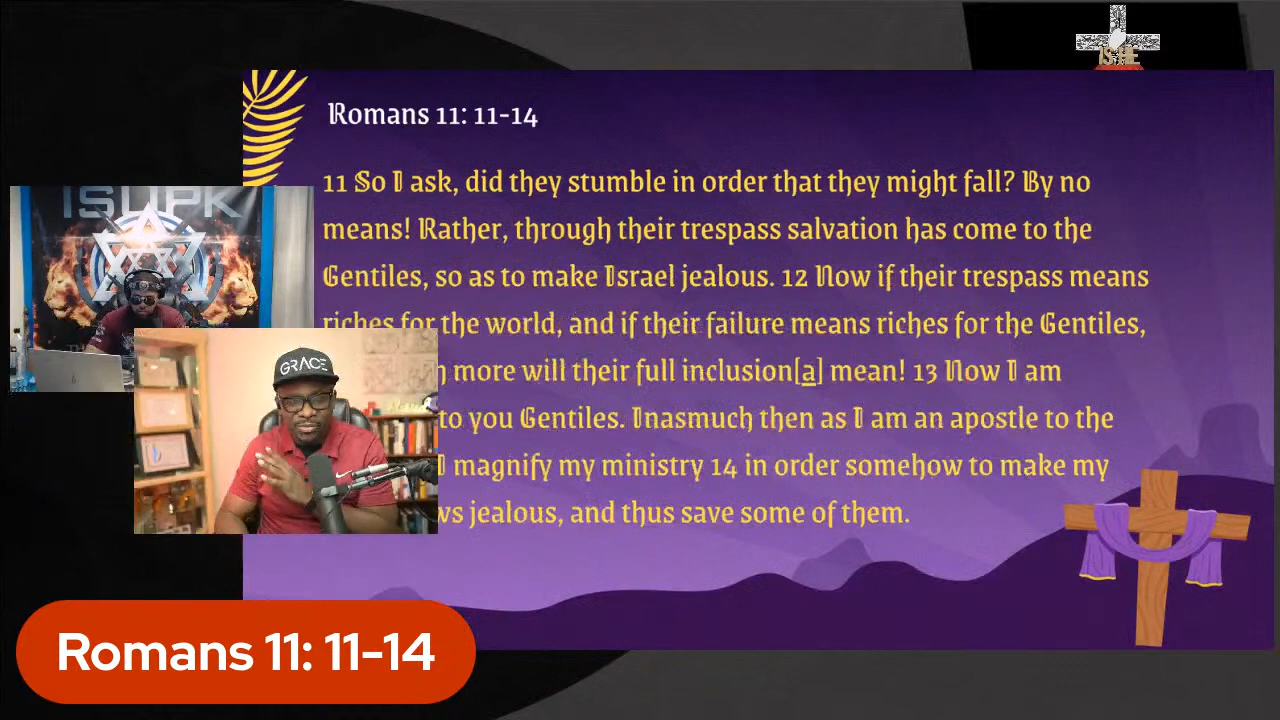 IS HE
Romans 11: 11-14
11 So I ask, did they stumble in order that they might fall? By no
means! Rather, through their trespass salvation has come to the
Gentiles, so as to make Israel jealous. 12 Now if their trespass means
riches for the world, and if their failure means riches for the Gentiles,
more will their full inclusion[a] mean! 13 Now I am
to you Gentiles. Inasmuch then as I am an apostle to the
I magnify my ministry 14 in order somehow to make my
jealous, and thus save some of them.
ISUPK
GRACE
Romans 11: 11-14